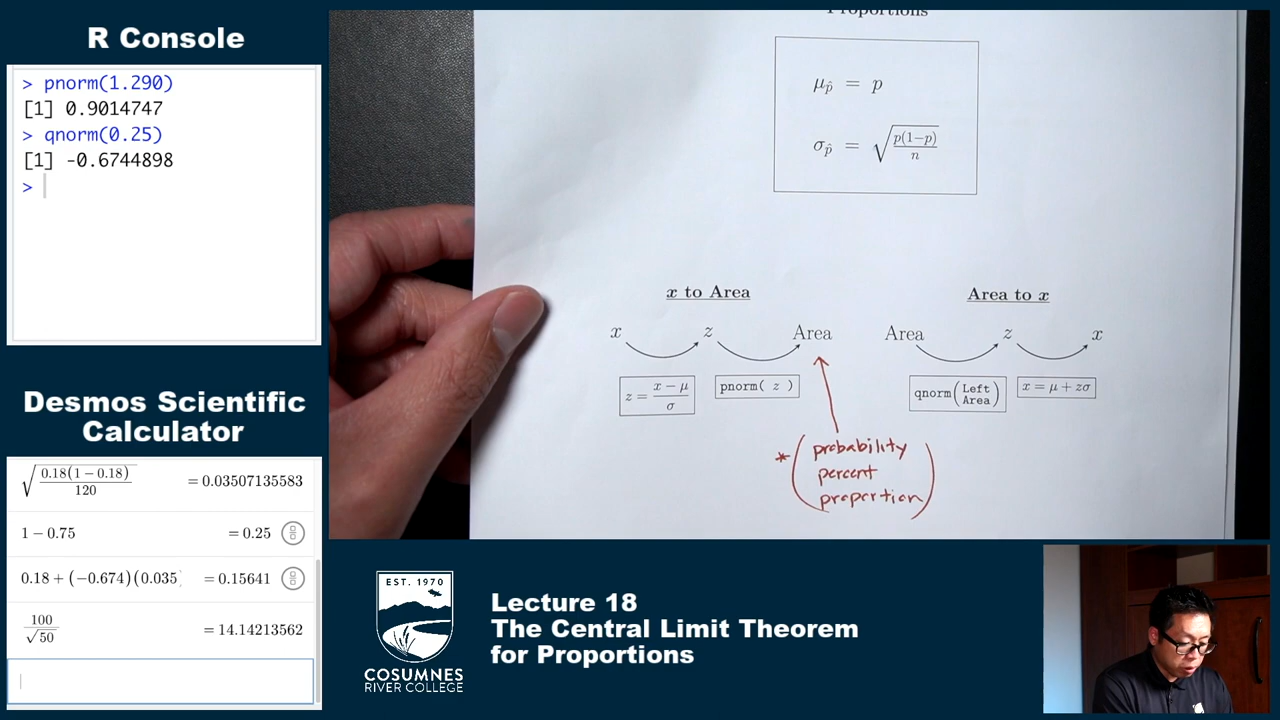 R Console
> pnorm(1.290)
[1] 0.9014747
> qnorm(0.25)
[1] -0.6744898
>
Desmos Scientific
Calculator
√(0.18(1 − 0.18)/120) = 0.03507135583
1 − 0.75 = 0.25
0.18 + (−0.674)(0.035) = 0.15641
100/√50 = 14.14213562
Proportions
μp̂ = p
σp̂ = √(p(1−p)/n)
x to Area
x z Area
z = (x − μ)/σ
pnorm( z )
Area to x
Area z x
qnorm(Left Area)
x = μ + zσ
* (probability
percent
proportion)
EST. 1970
COSUMNES
RIVER COLLEGE
Lecture 18
The Central Limit Theorem
for Proportions